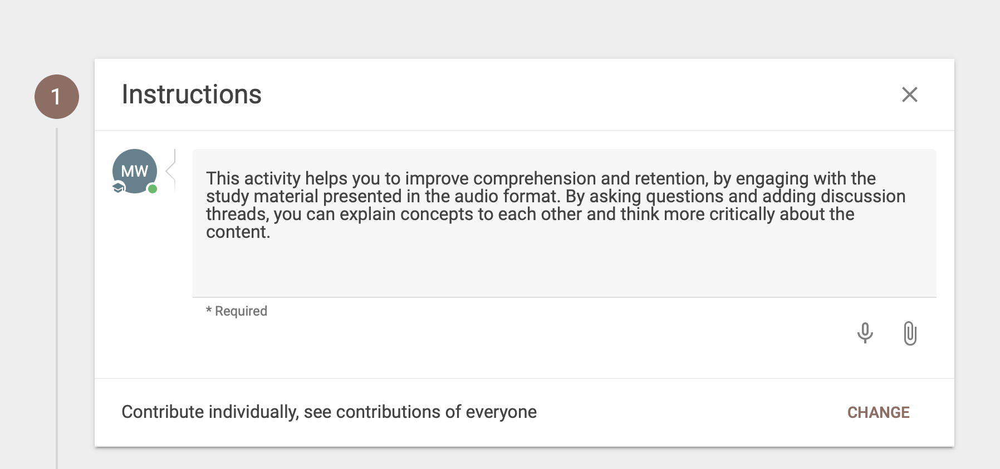 1
Instructions
MW
This activity helps you to improve comprehension and retention, by engaging with the
study material presented in the audio format. By asking questions and adding discussion
threads, you can explain concepts to each other and think more critically about the
content.
* Required
Contribute individually, see contributions of everyone
CHANGE